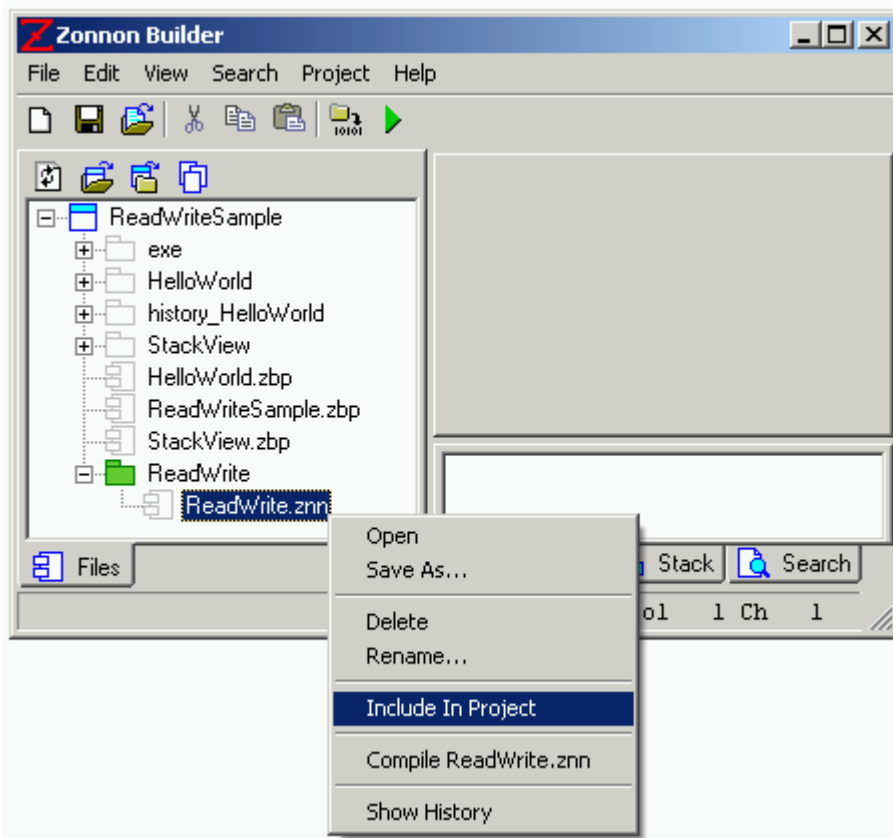 Zonnon Builder
File Edit View Search Project Help
10101
ReadWriteSample
exe
HelloWorld
history_HelloWorld
StackView
HelloWorld.zbp
ReadWriteSample.zbp
StackView.zbp
ReadWrite
ReadWrite.znn
Open
Save As...
Delete
Rename...
Include In Project
Compile ReadWrite.znn
Show History
Files
Stack Search
ol 1 Ch 1